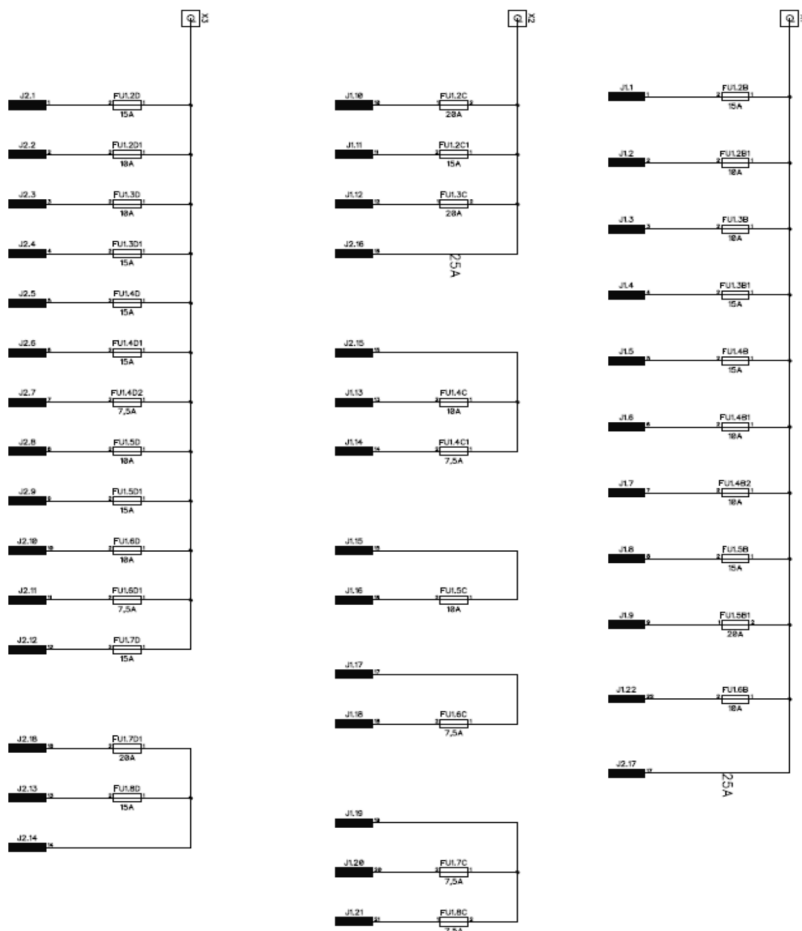 X3
J2.1 FU1.2D
15A
J2.2 FU1.2D1
10A
J2.3 FU1.3D
10A
J2.4 FU1.3D1
15A
J2.5 FU1.4D
15A
J2.6 FU1.4D1
15A
J2.7 FU1.4D2
7,5A
J2.8 FU1.5D
10A
J2.9 FU1.5D1
15A
J2.10 FU1.6D
10A
J2.11 FU1.6D1
7,5A
J2.12 FU1.7D
15A
J2.18 FU1.7D1
20A
J2.13 FU1.8D
15A
J2.14
X2
J1.10 FU1.2C
20A
J1.11 FU1.2C1
15A
J1.12 FU1.3C
20A
J2.16
25A
J2.15
J1.13 FU1.4C
10A
J1.14 FU1.4C1
7,5A
J1.15
J1.16 FU1.5C
10A
J1.17
J1.18 FU1.6C
7,5A
J1.19
J1.20 FU1.7C
7,5A
J1.21 FU1.8C
7,5A
J1.1 FU1.2B
15A
J1.2 FU1.2B1
10A
J1.3 FU1.3B
10A
J1.4 FU1.3B1
15A
J1.5 FU1.4B
15A
J1.6 FU1.4B1
10A
J1.7 FU1.4B2
10A
J1.8 FU1.5B
15A
J1.9 FU1.5B1
20A
J1.22 FU1.6B
10A
J2.17
25A